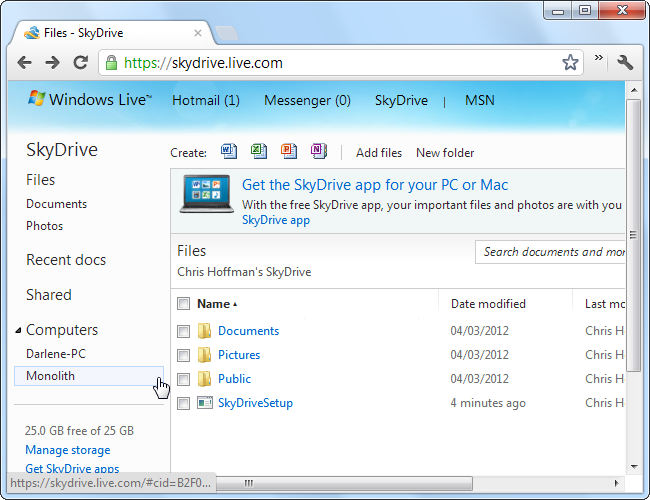 Files - SkyDrive
https://skydrive.live.com
Windows Live™ Hotmail (1) Messenger (0) SkyDrive | MSN
SkyDrive
Files
Documents
Photos
Recent docs
Shared
Computers
Darlene-PC
Monolith
25.0 GB free of 25 GB
Manage storage
Get SkyDrive apps
https://skydrive.live.com/#cid=B2F0...
Create: Add files New folder
Get the SkyDrive app for your PC or Mac
With the free SkyDrive app, your important files and photos are with you
SkyDrive app
Files
Chris Hoffman's SkyDrive
Search documents and mor
Name Date modified Last mo
Documents 04/03/2012 Chris Ho
Pictures 04/03/2012 Chris Ho
Public 04/03/2012 Chris Ho
SkyDriveSetup 4 minutes ago Chris Ho